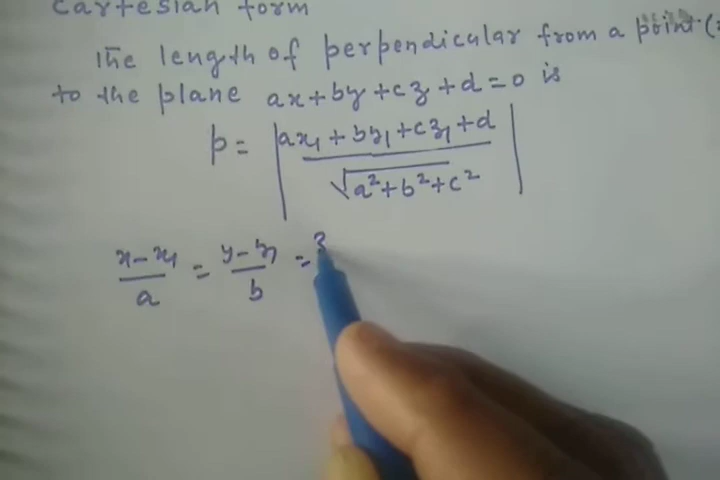 Cartesian form
The length of perpendicular from a point (
to the plane ax+by+cz+d=0 is
p = |ax₁+by₁+cz₁+d / √a²+b²+c²|
x-x₁/a = y-y₁/b = z